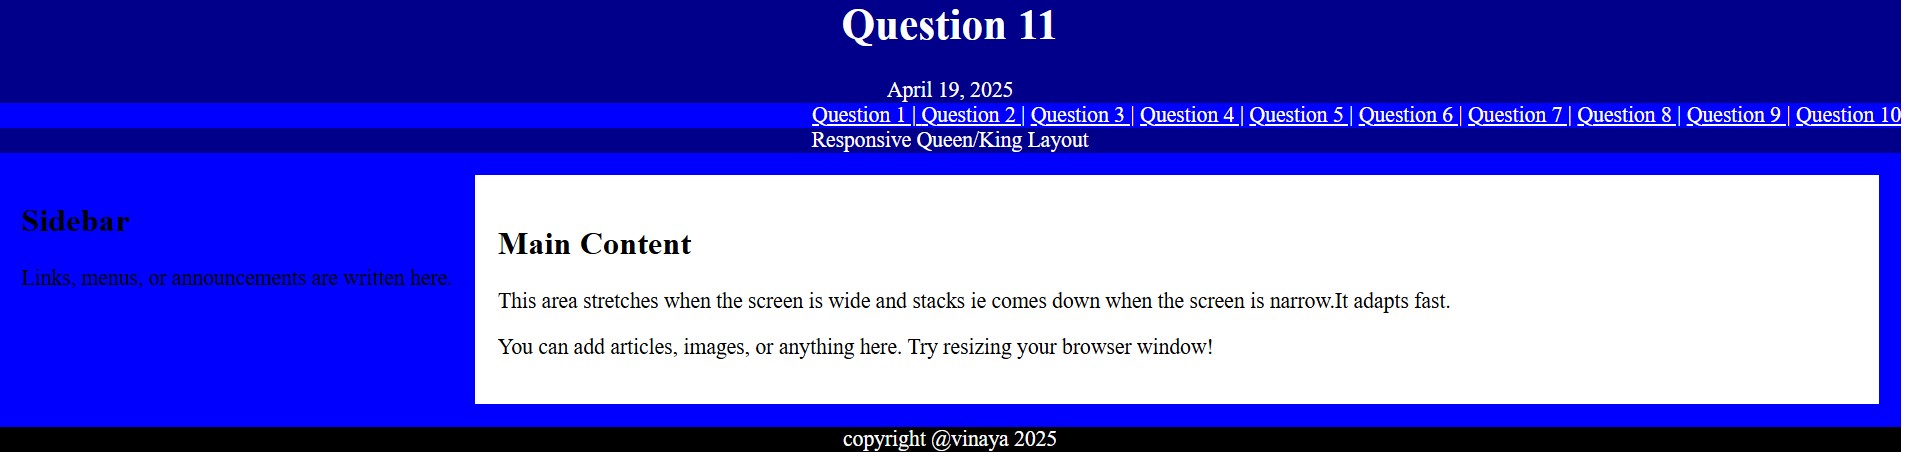 Question 11
April 19, 2025
Question 1 | Question 2 | Question 3 | Question 4 | Question 5 | Question 6 | Question 7 | Question 8 | Question 9 | Question 10
Responsive Queen/King Layout
Sidebar
Links, menus, or announcements are written here.
Main Content
This area stretches when the screen is wide and stacks ie comes down when the screen is narrow.It adapts fast.
You can add articles, images, or anything here. Try resizing your browser window!
copyright @vinaya 2025